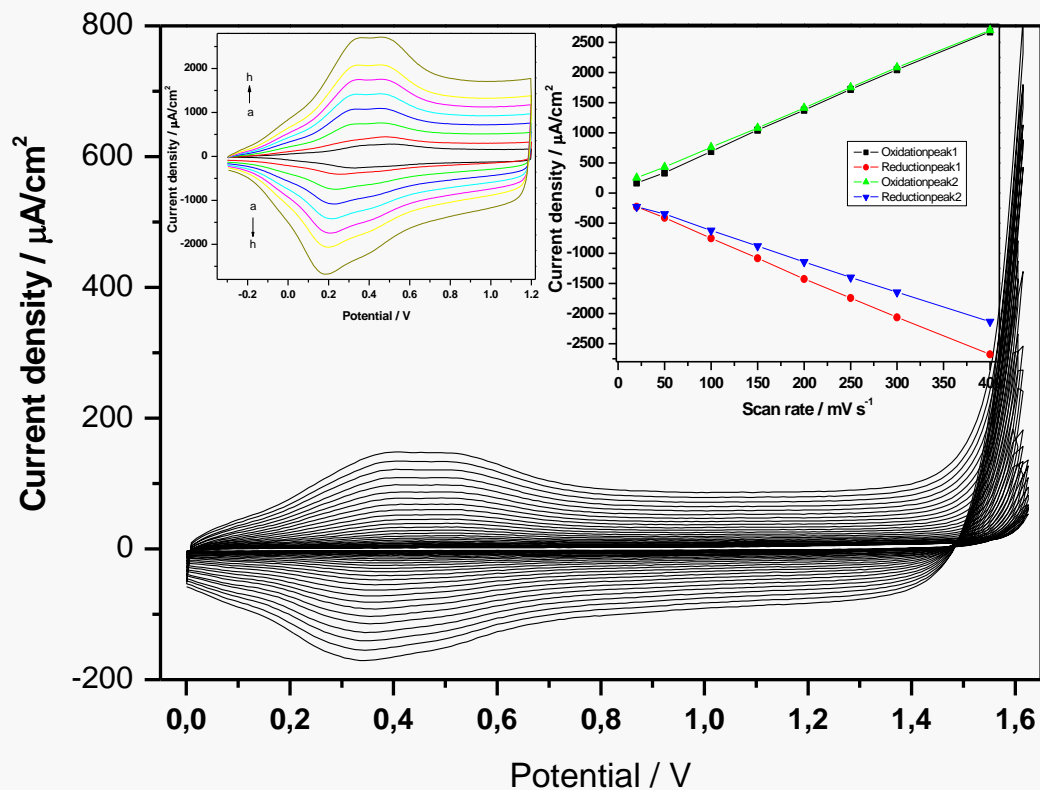 800
600
400
200
0
-200
Current density / μA/cm²
0,0 0,2 0,4 0,6 0,8 1,0 1,2 1,4 1,6
Potential / V
2000
1000
0
-1000
-2000
Current density / μA/cm²
h
a
a
h
-0.2 0.0 0.2 0.4 0.6 0.8 1.0 1.2
Potential / V
2500
2000
1500
1000
500
0
-500
-1000
-1500
-2000
-2500
Current density / μA/cm²
Oxidationpeak1
Reductionpeak1
Oxidationpeak2
Reductionpeak2
0 50 100 150 200 250 300 350 400
Scan rate / mV s⁻¹